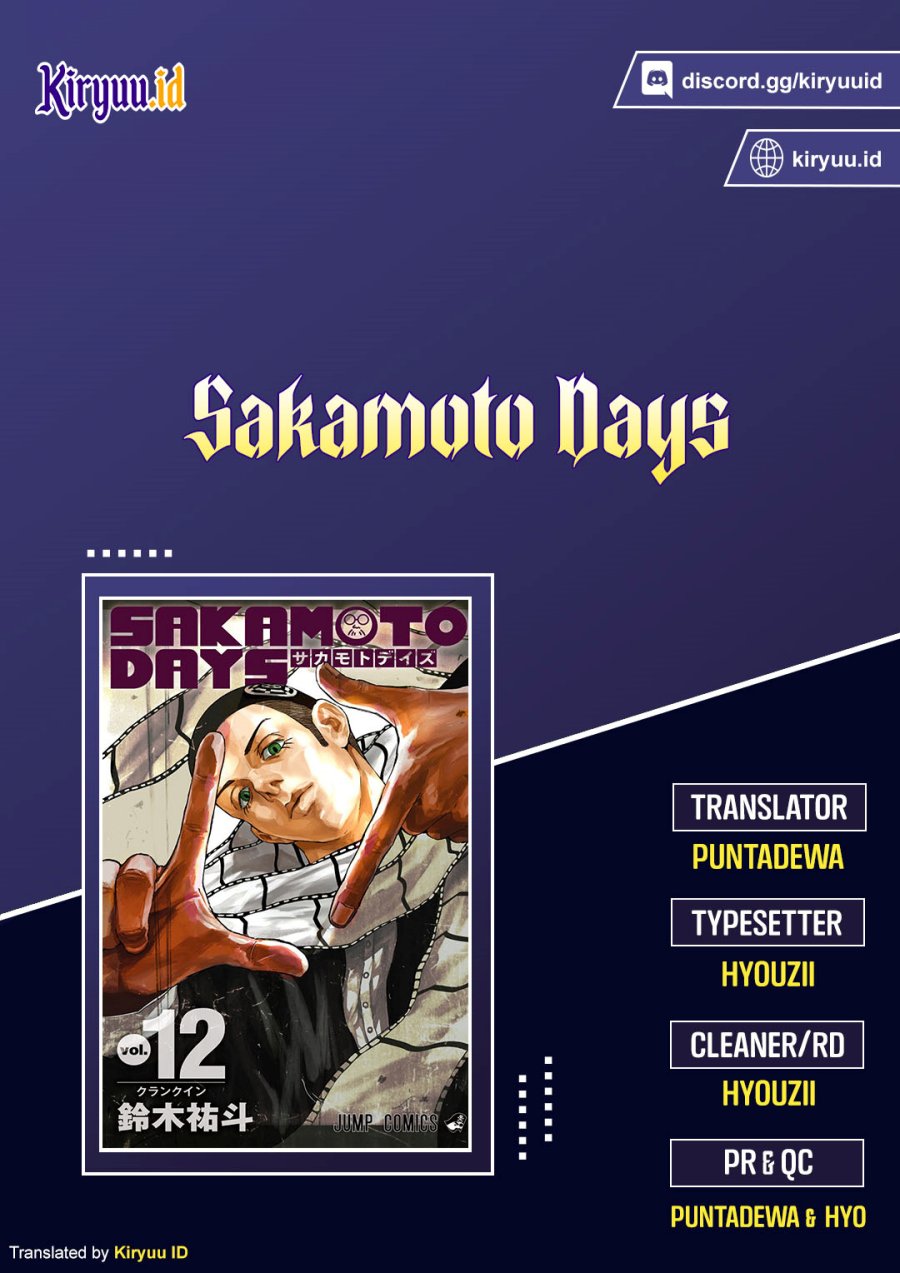 Kiryuu.id
discord.gg/kiryuuid
kiryuu.id
Sakamoto Days
SAKAMOTO
DAYS サカモトデイズ
vol. 12
クランクイン
鈴木祐斗
JUMP COMICS
TRANSLATOR
PUNTADEWA
TYPESETTER
HYOUZII
CLEANER/RD
HYOUZII
PR & QC
PUNTADEWA & HYO
Translated by Kiryuu ID